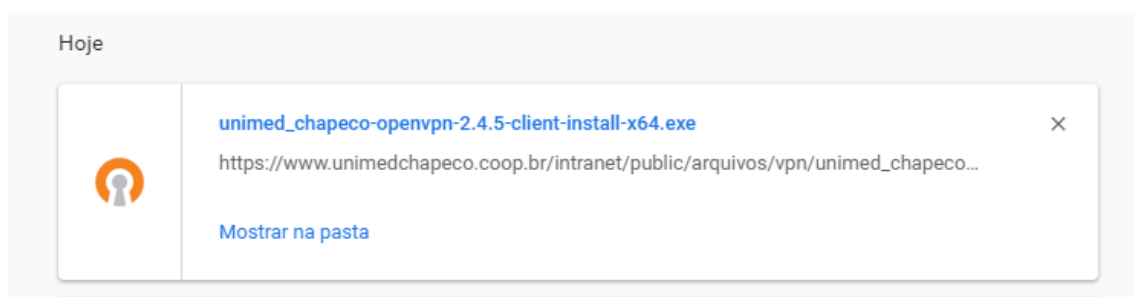 Hoje
unimed_chapeco-openvpn-2.4.5-client-install-x64.exe
https://www.unimedchapeco.coop.br/intranet/public/arquivos/vpn/unimed_chapeco...
Mostrar na pasta